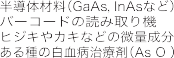 半導体材料(GaAs, InAsなど)
バーコードの読み取り機
ヒジキやカキなどの微量成分
ある種の白血病治療剤(As O )